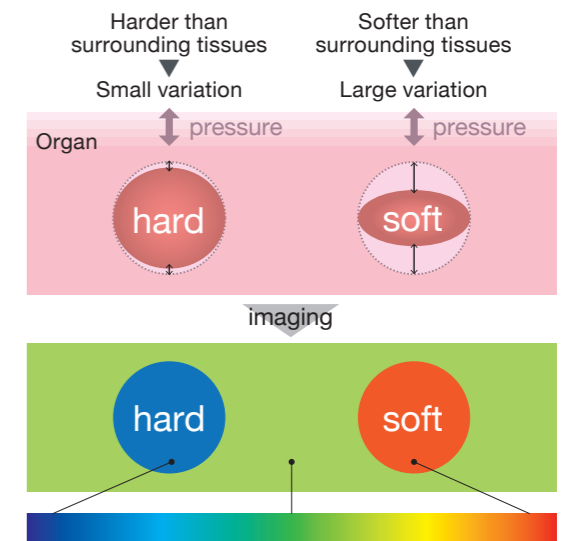 Harder than
surrounding tissues
Small variation
Softer than
surrounding tissues
Large variation
pressure
pressure
Organ
hard
soft
imaging
hard
soft